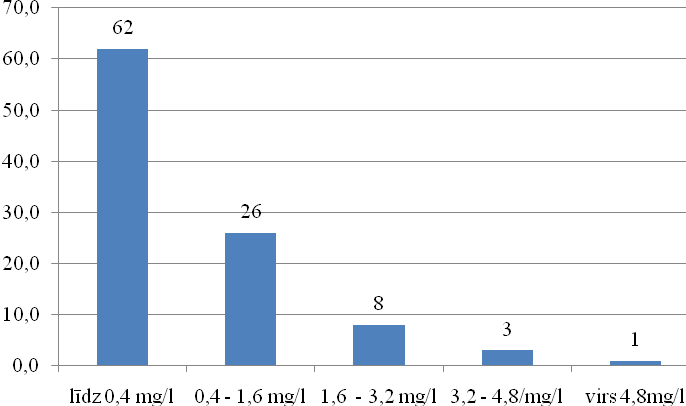 70,0
60,0
50,0
40,0
30,0
20,0
10,0
0,0
62
26
8
3
1
līdz 0,4 mg/l
0,4 - 1,6 mg/l
1,6 - 3,2 mg/l
3,2 - 4,8/mg/l
virs 4,8mg/l